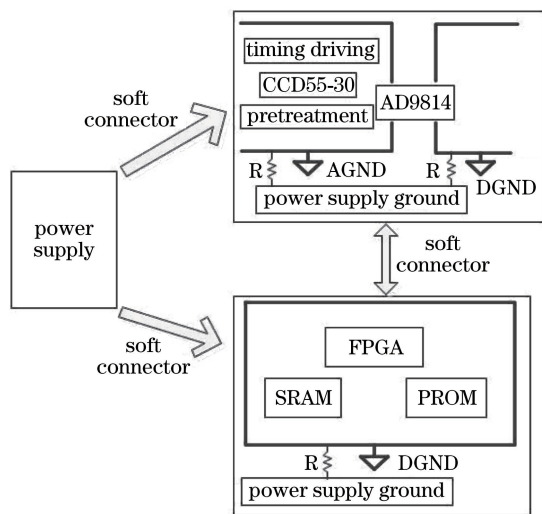 timing driving
CCD55-30
pretreatment
AD9814
R
AGND
R
DGND
power supply ground
soft
connector
power
supply
soft
connector
soft
connector
FPGA
SRAM
PROM
R
DGND
power supply ground